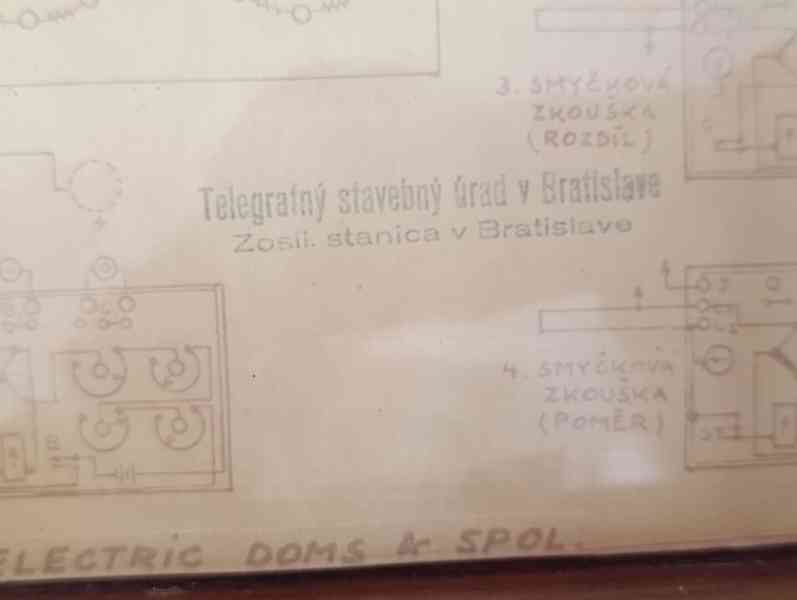 3. SMYČKOVÁ
ZKOUŠKA
(ROZDÍL)
Telegrafný stavebný úrad v Bratislave
Zosil. stanica v Bratislave
4. SMYČKOVÁ
ZKOUŠKA
(POMĚR)
ELECTRIC DOMS & SPOL.